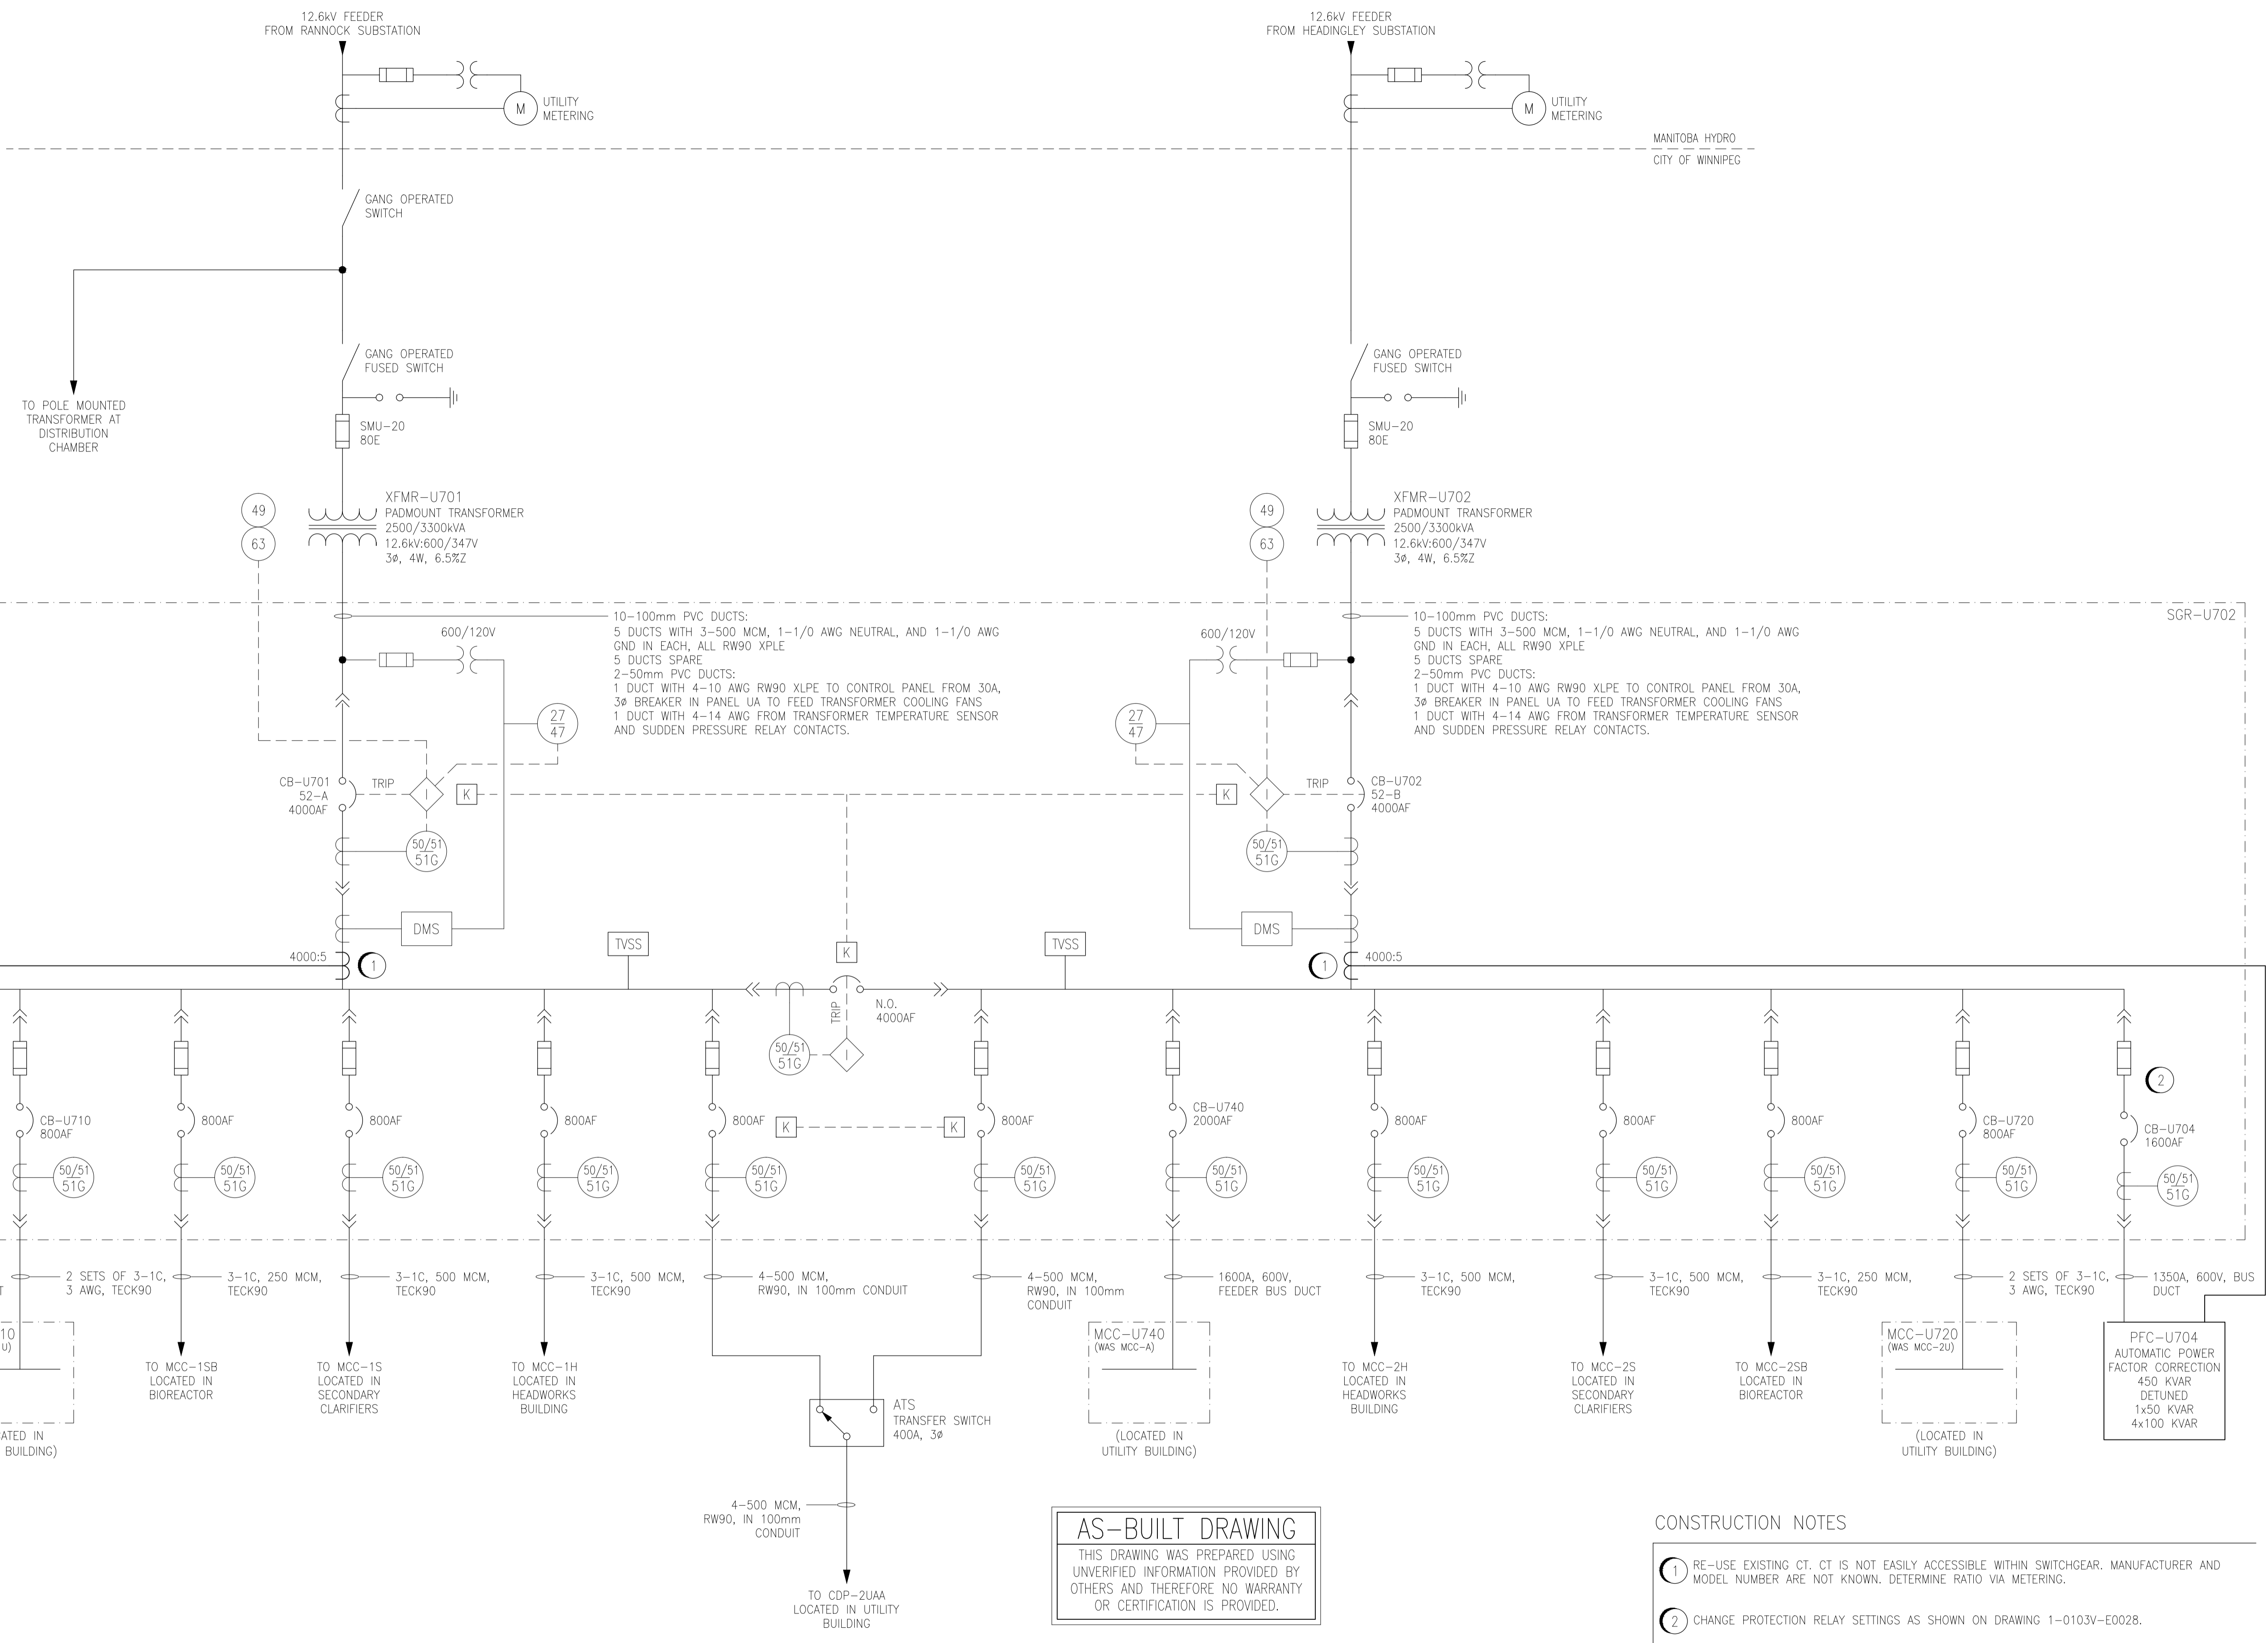 12.6kV FEEDER
FROM RANNOCK SUBSTATION
12.6kV FEEDER
FROM HEADINGLEY SUBSTATION
M
UTILITY
METERING
M
UTILITY
METERING
MANITOBA HYDRO
CITY OF WINNIPEG
GANG OPERATED
SWITCH
GANG OPERATED
FUSED SWITCH
GANG OPERATED
FUSED SWITCH
TO POLE MOUNTED
TRANSFORMER AT
DISTRIBUTION
CHAMBER
SMU-20
80E
SMU-20
80E
49
63
XFMR-U701
PADMOUNT TRANSFORMER
2500/3300kVA
12.6kV:600/347V
3ø, 4W, 6.5%Z
49
63
XFMR-U702
PADMOUNT TRANSFORMER
2500/3300kVA
12.6kV:600/347V
3ø, 4W, 6.5%Z
SGR-U702
600/120V
10-100mm PVC DUCTS:
5 DUCTS WITH 3-500 MCM, 1-1/0 AWG NEUTRAL, AND 1-1/0 AWG
GND IN EACH, ALL RW90 XPLE
5 DUCTS SPARE
2-50mm PVC DUCTS:
1 DUCT WITH 4-10 AWG RW90 XLPE TO CONTROL PANEL FROM 30A,
3ø BREAKER IN PANEL UA TO FEED TRANSFORMER COOLING FANS
1 DUCT WITH 4-14 AWG FROM TRANSFORMER TEMPERATURE SENSOR
AND SUDDEN PRESSURE RELAY CONTACTS.
600/120V
10-100mm PVC DUCTS:
5 DUCTS WITH 3-500 MCM, 1-1/0 AWG NEUTRAL, AND 1-1/0 AWG
GND IN EACH, ALL RW90 XPLE
5 DUCTS SPARE
2-50mm PVC DUCTS:
1 DUCT WITH 4-10 AWG RW90 XLPE TO CONTROL PANEL FROM 30A,
3ø BREAKER IN PANEL UA TO FEED TRANSFORMER COOLING FANS
1 DUCT WITH 4-14 AWG FROM TRANSFORMER TEMPERATURE SENSOR
AND SUDDEN PRESSURE RELAY CONTACTS.
27
47
27
47
CB-U701
52-A
4000AF
TRIP
I
K
K
I
TRIP
CB-U702
52-B
4000AF
50/51
51G
50/51
51G
DMS
DMS
4000:5
1
TVSS
K
TVSS
1
4000:5
TRIP
N.O.
4000AF
50/51
51G
I
2
CB-U710
800AF
800AF
800AF
800AF
800AF
K
K
800AF
CB-U740
2000AF
800AF
800AF
800AF
CB-U720
800AF
CB-U704
1600AF
50/51
51G
50/51
51G
50/51
51G
50/51
51G
50/51
51G
50/51
51G
50/51
51G
50/51
51G
50/51
51G
50/51
51G
50/51
51G
50/51
51G
T
2 SETS OF 3-1C,
3 AWG, TECK90
3-1C, 250 MCM,
TECK90
3-1C, 500 MCM,
TECK90
3-1C, 500 MCM,
TECK90
4-500 MCM,
RW90, IN 100mm CONDUIT
4-500 MCM,
RW90, IN 100mm
CONDUIT
1600A, 600V,
FEEDER BUS DUCT
3-1C, 500 MCM,
TECK90
3-1C, 500 MCM,
TECK90
3-1C, 250 MCM,
TECK90
2 SETS OF 3-1C,
3 AWG, TECK90
1350A, 600V, BUS
DUCT
10
U)
ATED IN
BUILDING)
TO MCC-1SB
LOCATED IN
BIOREACTOR
TO MCC-1S
LOCATED IN
SECONDARY
CLARIFIERS
TO MCC-1H
LOCATED IN
HEADWORKS
BUILDING
MCC-U740
(WAS MCC-A)
(LOCATED IN
UTILITY BUILDING)
TO MCC-2H
LOCATED IN
HEADWORKS
BUILDING
TO MCC-2S
LOCATED IN
SECONDARY
CLARIFIERS
TO MCC-2SB
LOCATED IN
BIOREACTOR
MCC-U720
(WAS MCC-2U)
(LOCATED IN
UTILITY BUILDING)
PFC-U704
AUTOMATIC POWER
FACTOR CORRECTION
450 KVAR
DETUNED
1x50 KVAR
4x100 KVAR
ATS
TRANSFER SWITCH
400A, 3ø
4-500 MCM,
RW90, IN 100mm
CONDUIT
TO CDP-2UAA
LOCATED IN UTILITY
BUILDING
AS-BUILT DRAWING
THIS DRAWING WAS PREPARED USING
UNVERIFIED INFORMATION PROVIDED BY
OTHERS AND THEREFORE NO WARRANTY
OR CERTIFICATION IS PROVIDED.
CONSTRUCTION NOTES
1 RE-USE EXISTING CT. CT IS NOT EASILY ACCESSIBLE WITHIN SWITCHGEAR. MANUFACTURER AND
MODEL NUMBER ARE NOT KNOWN. DETERMINE RATIO VIA METERING.
2 CHANGE PROTECTION RELAY SETTINGS AS SHOWN ON DRAWING 1-0103V-E0028.